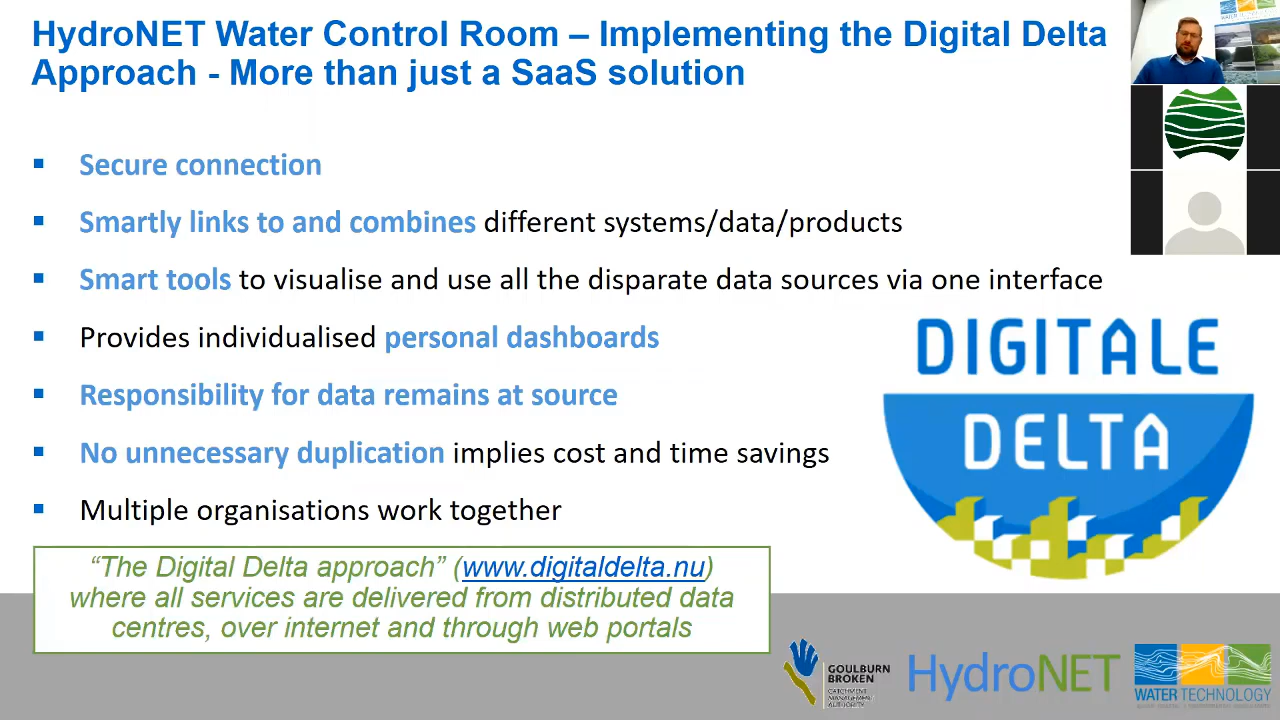 HydroNET Water Control Room – Implementing the Digital Delta
Approach - More than just a SaaS solution
Secure connection
Smartly links to and combines different systems/data/products
Smart tools to visualise and use all the disparate data sources via one interface
Provides individualised personal dashboards
Responsibility for data remains at source
No unnecessary duplication implies cost and time savings
Multiple organisations work together
DIGITALE
DELTA
“The Digital Delta approach” (www.digitaldelta.nu)
where all services are delivered from distributed data
centres, over internet and through web portals
GOULBURN
BROKEN
CATCHMENT
MANAGEMENT
AUTHORITY
HydroNET
WATER TECHNOLOGY